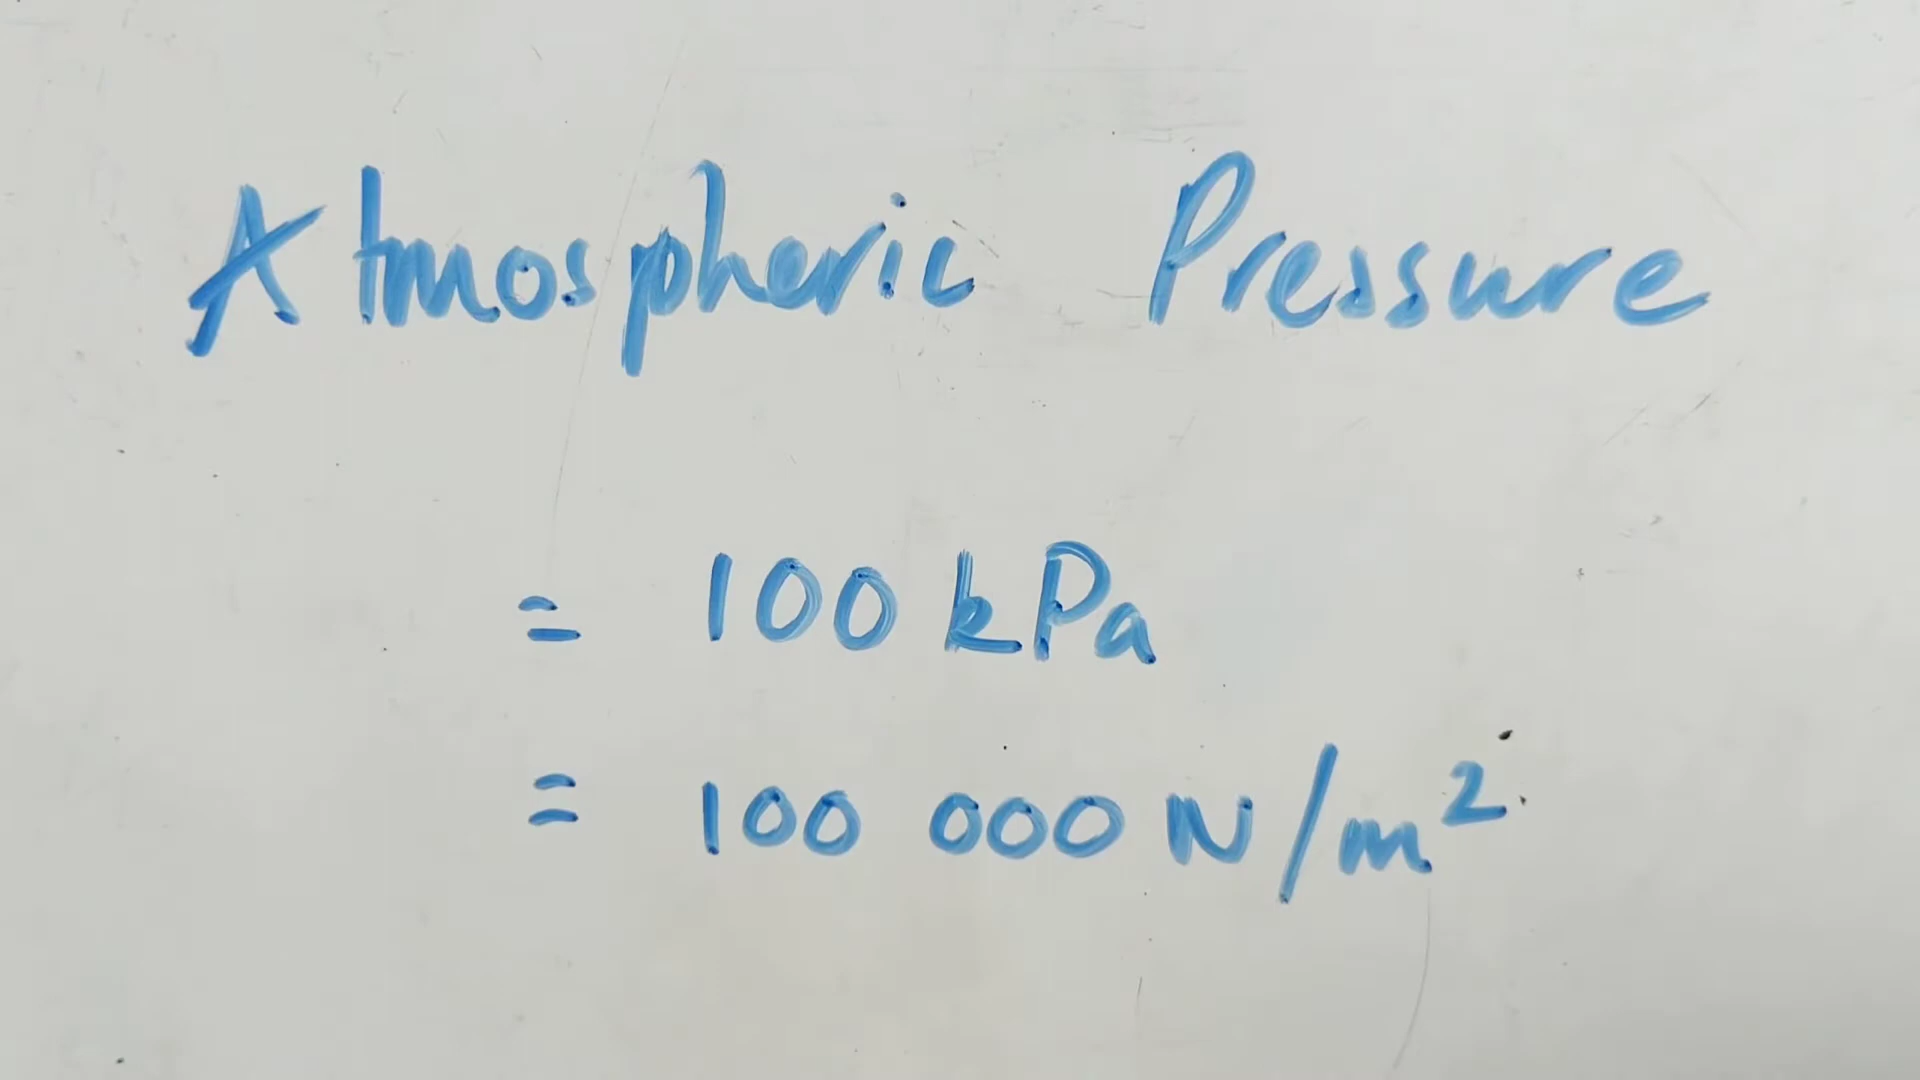 Atmospheric Pressure
= 100 kPa
= 100 000 N/m²